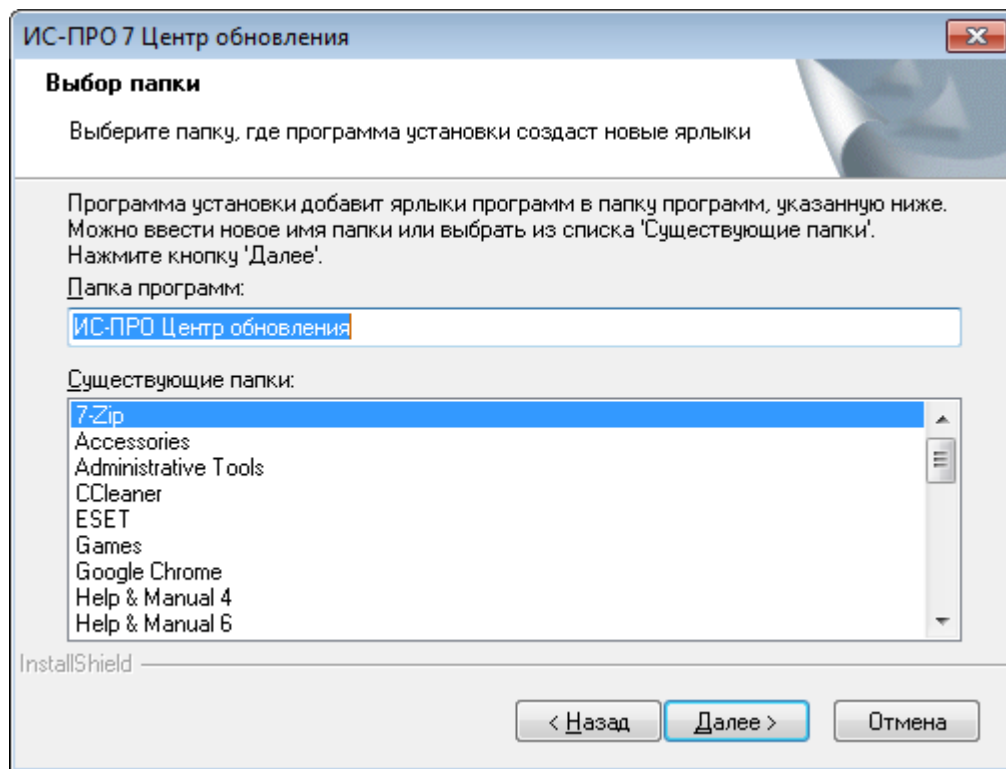 ИС-ПРО 7 Центр обновления
Выбор папки
Выберите папку, где программа установки создаст новые ярлыки
Программа установки добавит ярлыки программ в папку программ, указанную ниже.
Можно ввести новое имя папки или выбрать из списка 'Существующие папки'.
Нажмите кнопку 'Далее'.
Папка программ:
ИС-ПРО Центр обновления
Существующие папки:
7-Zip
Accessories
Administrative Tools
CCleaner
ESET
Games
Google Chrome
Help & Manual 4
Help & Manual 6
InstallShield
< Назад Далее > Отмена